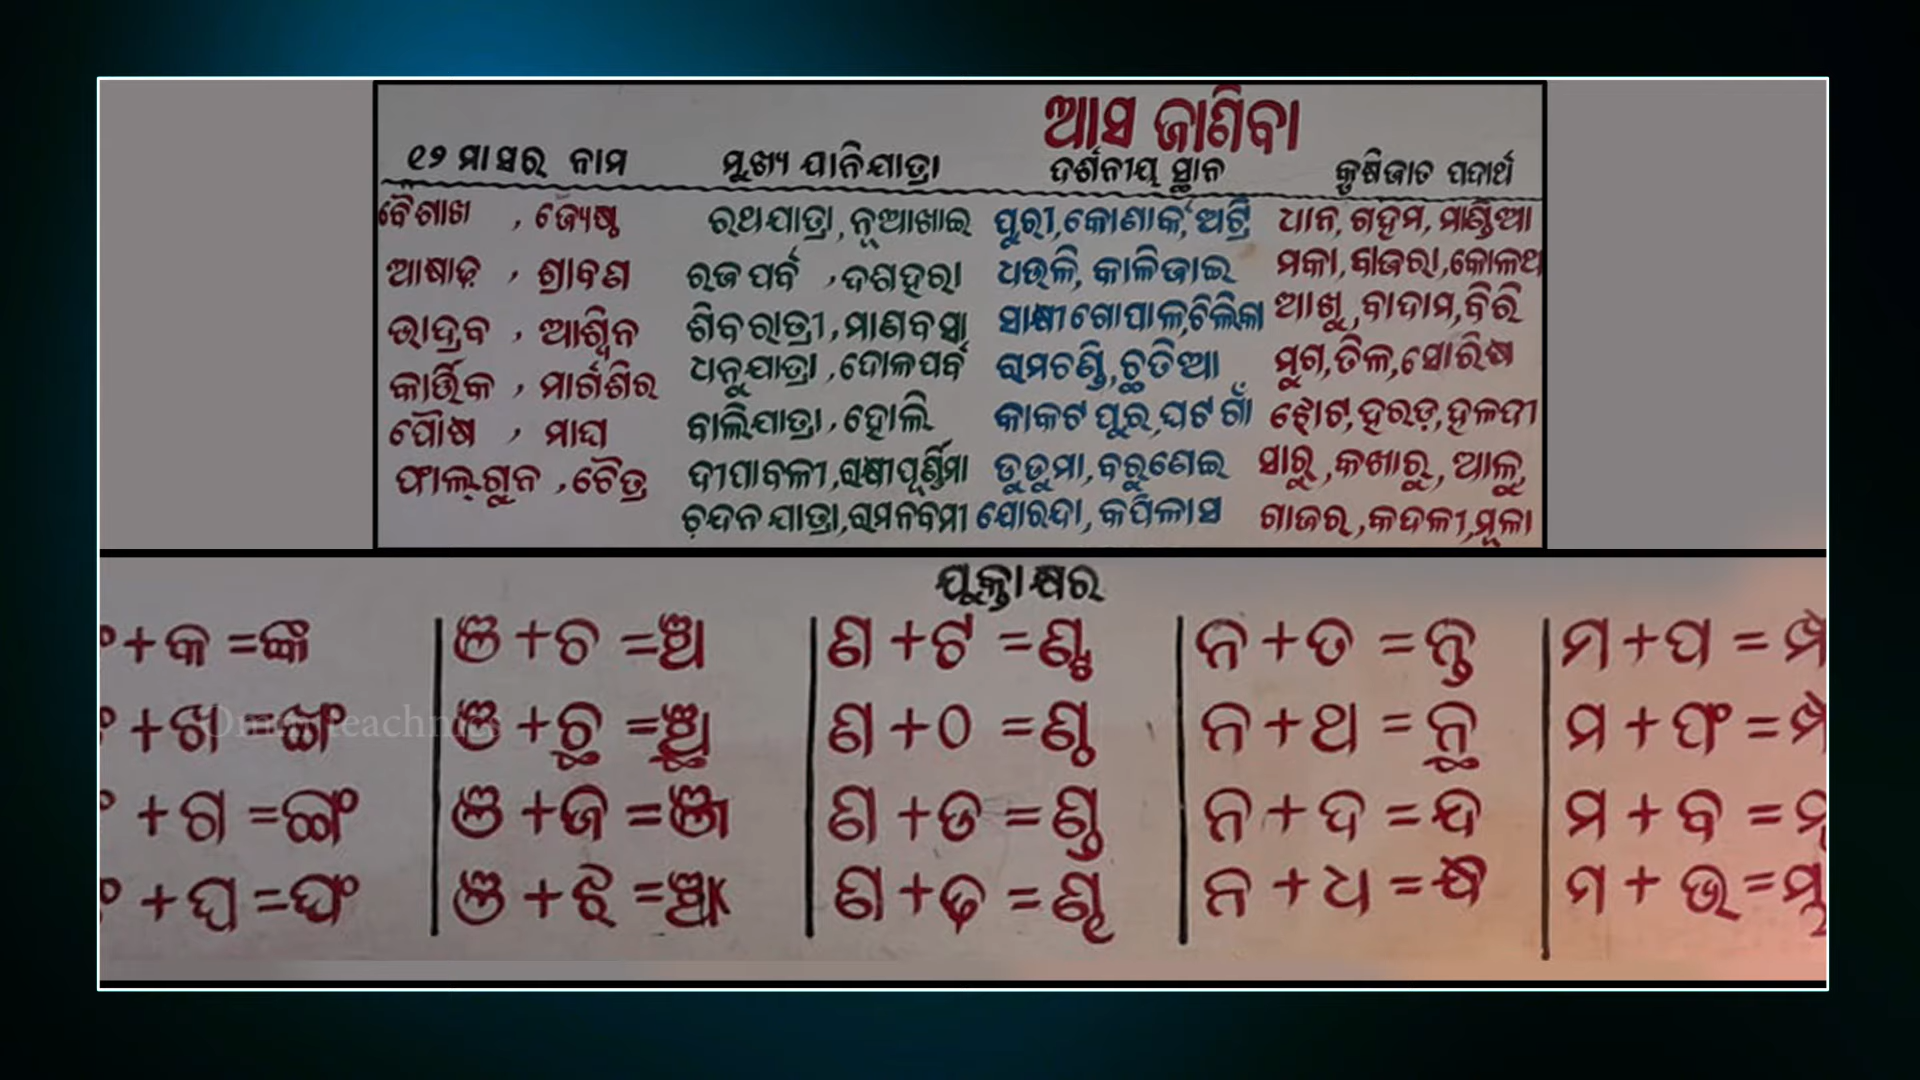 ଆସ ଜାଣିବା
୧୨ ମାସର ନାମ
ବୈଶାଖ , ଜ୍ୟେଷ୍ଠ
ଆଷାଢ଼ , ଶ୍ରାବଣ
ଭାଦ୍ରବ , ଆଶ୍ୱିନ
କାର୍ତ୍ତିକ , ମାର୍ଗଶିର
ପୌଷ , ମାଘ
ଫାଲ୍‌ଗୁନ , ଚୈତ୍ର
ମୁଖ୍ୟ ଯାନିଯାତ୍ରା
ରଥଯାତ୍ରା , ନୂଆଖାଇ
ରଜ ପର୍ବ , ଦଶହରା
ଶିବରାତ୍ରୀ , ମାଣବସା
ଧନୁଯାତ୍ରା , ଦୋଳପର୍ବ
ବାଲିଯାତ୍ରା , ହୋଲି
ଦୀପାବଳୀ , ରାକ୍ଷୀପୂର୍ଣ୍ଣିମା
ଚନ୍ଦନ ଯାତ୍ରା , ରାମନବମୀ
ଦର୍ଶନୀୟ ସ୍ଥାନ
ପୁରୀ , କୋଣାର୍କ , ଅଟ୍ରି
ଧଉଳି , କାଳିଜାଇ
ସାକ୍ଷୀଗୋପାଳ , ଚିଲିକା
ରାମଚଣ୍ଡି , ଚୁଡିଆ
କାକଟପୁର , ଘଟଗାଁ
ଡୁଡୁମା , ବରୁଣେଇ
ଯୋରନ୍ଦା , କପିଳାସ
କୃଷିଜାତ ପଦାର୍ଥ
ଧାନ , ଗହମ , ମାଣ୍ଡିଆ
ମକା , ବାଜରା , କୋଳଥ
ଆଖୁ , ବାଦାମ , ବିରି
ମୁଗ , ତିଳ , ସୋରିଷ
ଝୋଟ , ହରଡ଼ , ହଳଦୀ
ସାରୁ , କଖାରୁ , ଆଳୁ ,
ଗାଜର , କଦଳୀ , ମୂଳା
ଯୁକ୍ତାକ୍ଷର
+ କ = ଙ୍କ
+ ଖ = ଙ୍ଖ
+ ଗ = ଙ୍ଗ
+ ଘ = ଙ୍ଘ
ଞ + ଚ = ଞ୍ଚ
ଞ + ଛ = ଞ୍ଛ
ଞ + ଜ = ଞ୍ଜ
ଞ + ଝ = ଞ୍ଝ
ଣ + ଟ = ଣ୍ଟ
ଣ + ଠ = ଣ୍ଠ
ଣ + ଡ = ଣ୍ଡ
ଣ + ଢ = ଣ୍ଢ
ନ + ତ = ନ୍ତ
ନ + ଥ = ନ୍ଥ
ନ + ଦ = ନ୍ଦ
ନ + ଧ = ନ୍ଧ
ମ + ପ =
ମ + ଫ =
ମ + ବ =
ମ + ଭ =